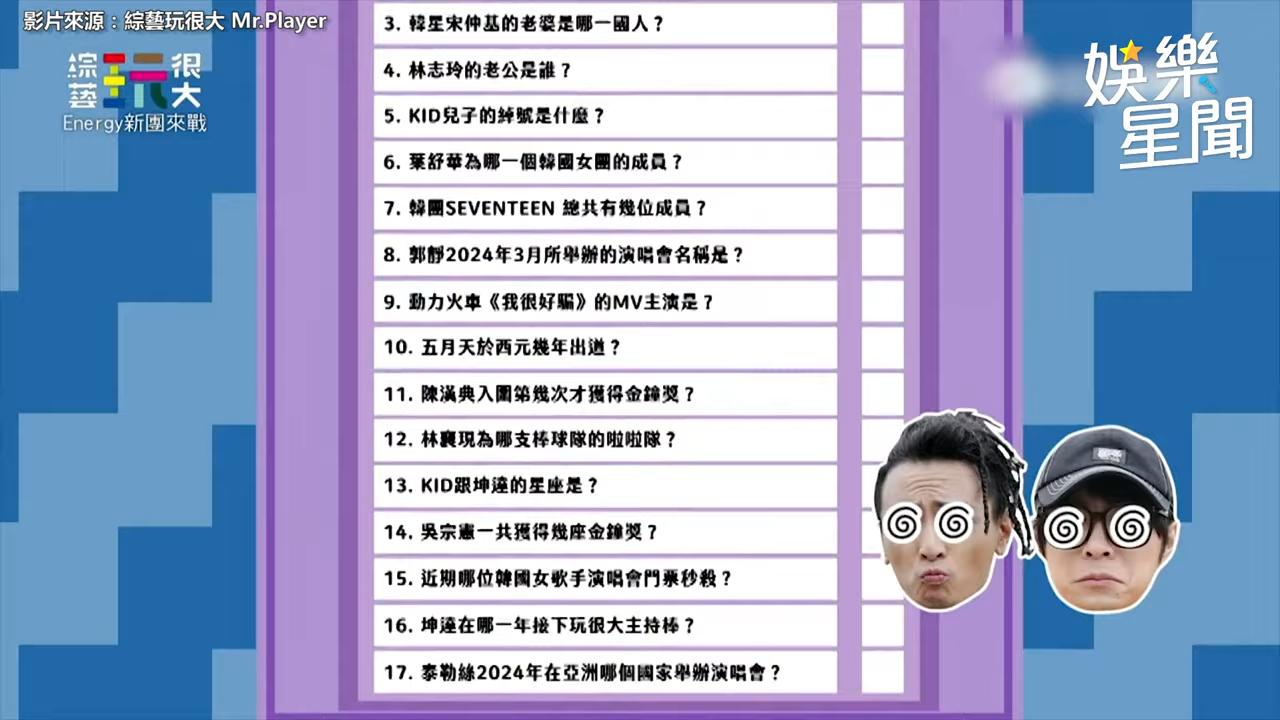 影片來源：綜藝玩很大 Mr.Player
綜藝玩很大
Energy新團來戰
娛樂星聞
3. 韓星宋仲基的老婆是哪一國人？
4. 林志玲的老公是誰？
5. KID兒子的綽號是什麼？
6. 葉舒華為哪一個韓國女團的成員？
7. 韓團SEVENTEEN 總共有幾位成員？
8. 郭靜2024年3月所舉辦的演唱會名稱是？
9. 動力火車《我很好騙》的MV主演是？
10. 五月天於西元幾年出道？
11. 陳漢典入圍第幾次才獲得金鐘獎？
12. 林襄現為哪支棒球隊的啦啦隊？
13. KID跟坤達的星座是？
14. 吳宗憲一共獲得幾座金鐘獎？
15. 近期哪位韓國女歌手演唱會門票秒殺？
16. 坤達在哪一年接下玩很大主持棒？
17. 泰勒絲2024年在亞洲哪個國家舉辦演唱會？